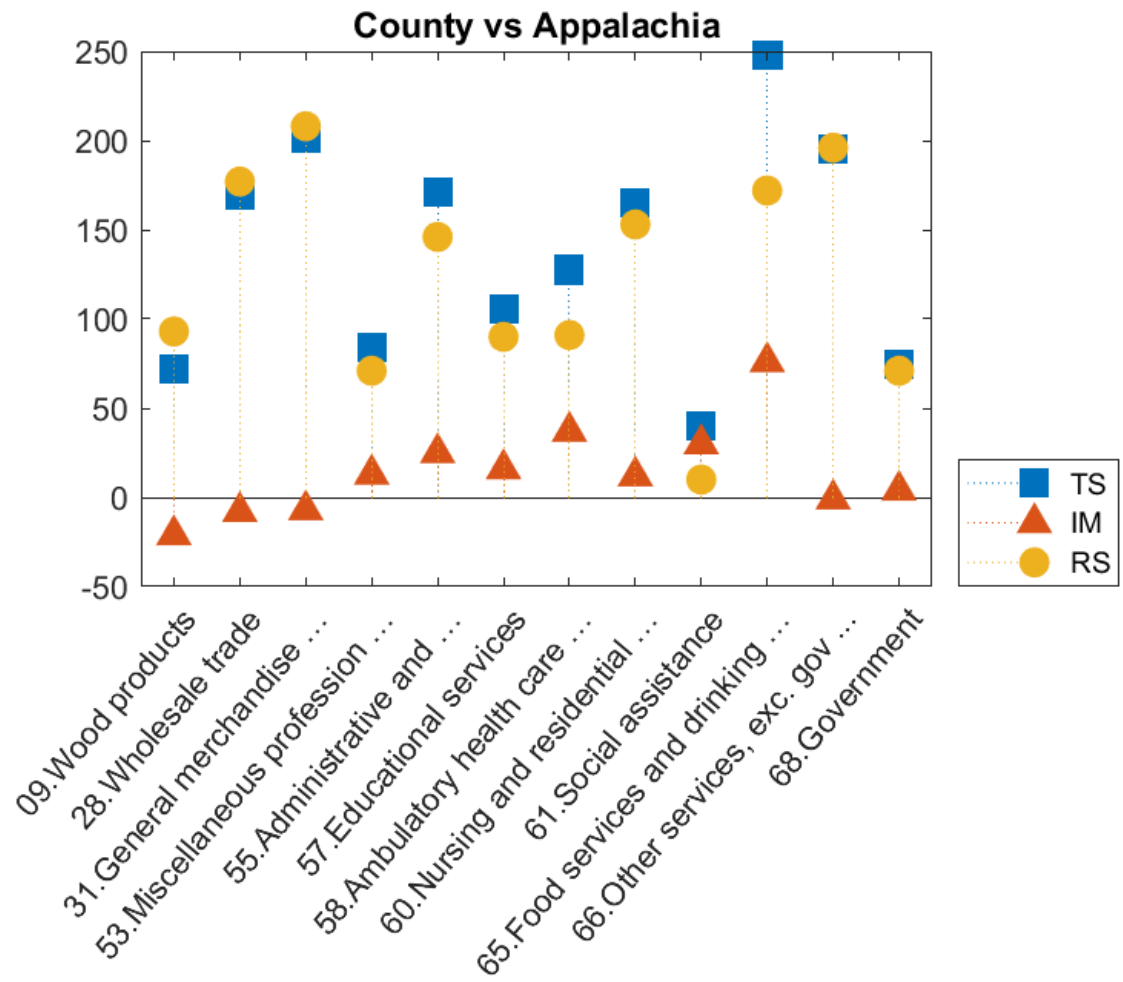 County vs Appalachia
250
200
150
100
50
0
-50
09.Wood products
28.Wholesale trade
31.General merchandise ...
53.Miscellaneous profession ...
55.Administrative and ...
57.Educational services
58.Ambulatory health care ...
60.Nursing and residential ...
61.Social assistance
65.Food services and drinking ...
66.Other services, exc. gov ...
68.Government
TS
IM
RS